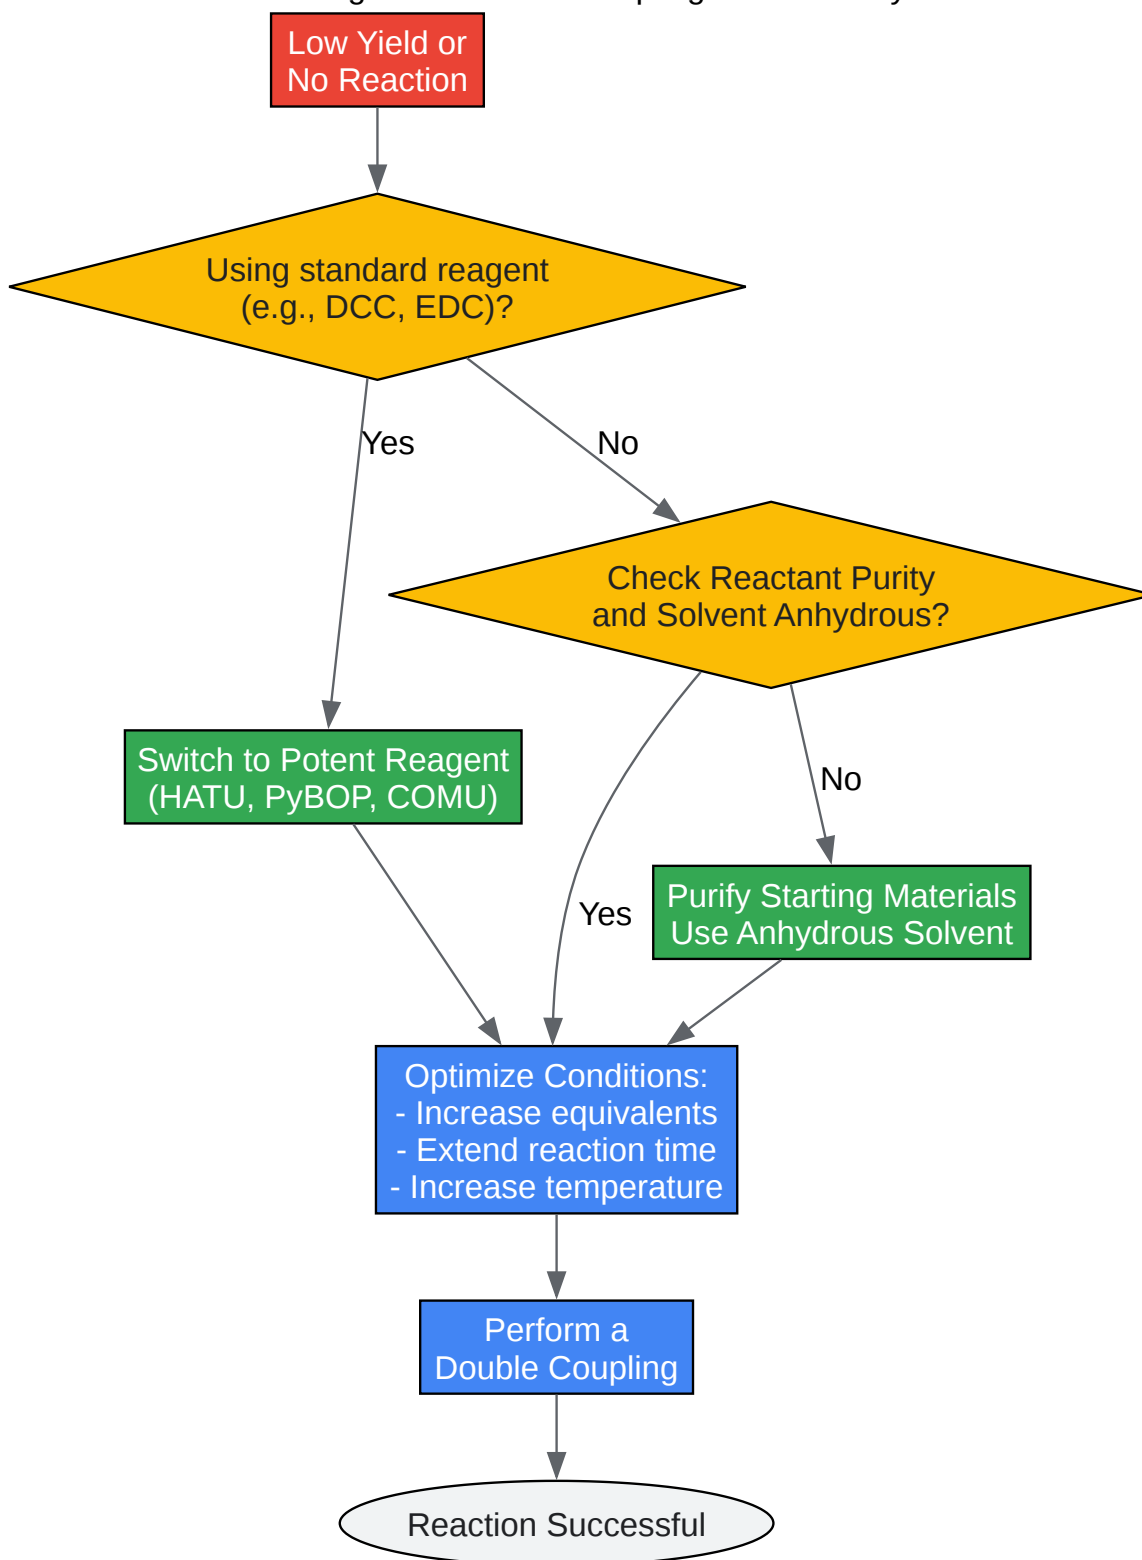 Low Yield or
No Reaction
Using standard reagent
(e.g., DCC, EDC)?
Yes
No
Check Reactant Purity
and Solvent Anhydrous?
Switch to Potent Reagent
(HATU, PyBOP, COMU)
No
Purify Starting Materials
Use Anhydrous Solvent
Yes
Optimize Conditions:
- Increase equivalents
- Extend reaction time
- Increase temperature
Perform a
Double Coupling
Reaction Successful